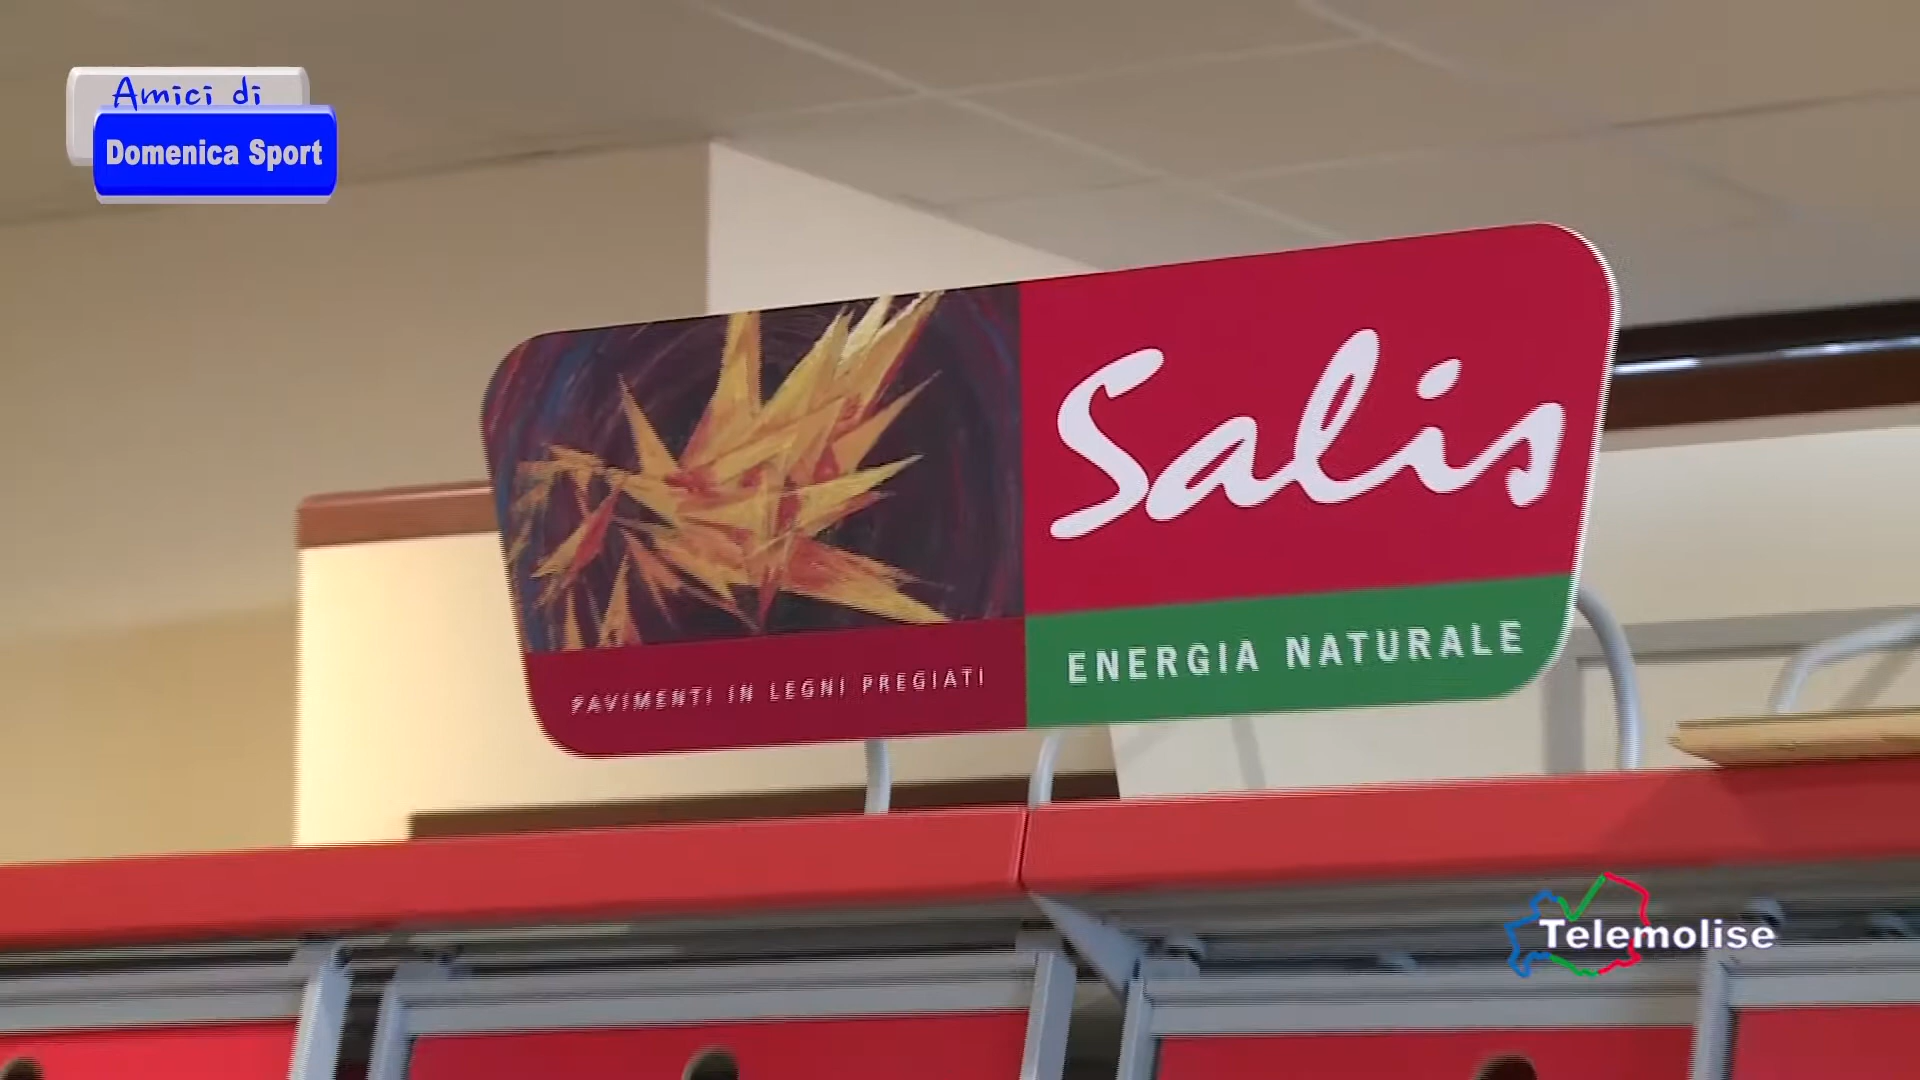 Amici di
Domenica Sport
Salis
PAVIMENTI IN LEGNI PREGIATI
ENERGIA NATURALE
Telemolise